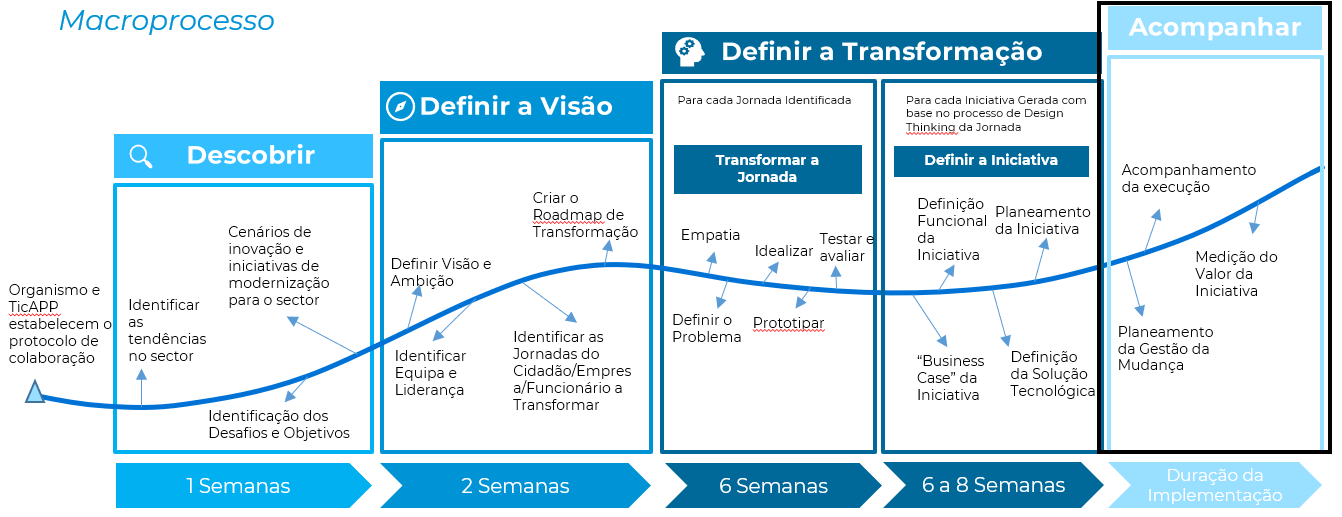 Macroprocesso
Organismo e
TicAPP
estabelecem o
protocolo de
colaboração
Descobrir
Identificar
as
tendências
no sector
Cenários de
inovação e
iniciativas de
modernização
para o sector
Identificação dos
Desafios e Objetivos
1 Semanas
Definir a Visão
Definir Visão e
Ambição
Identificar
Equipa e
Liderança
Criar o
Roadmap de
Transformação
Identificar as
Jornadas do
Cidadão/Empres
a/Funcionário a
Transformar
2 Semanas
Definir a Transformação
Para cada Jornada Identificada
Transformar a
Jornada
Empatia
Definir o
Problema
Idealizar
Prototipar
Testar e
avaliar
6 Semanas
Para cada Iniciativa Gerada com
base no processo de Design
Thinking da Jornada
Definir a Iniciativa
Definição
Funcional
da
Iniciativa
“Business
Case” da
Iniciativa
Planeamento
da Iniciativa
Definição
da Solução
Tecnológica
6 a 8 Semanas
Acompanhar
Acompanhamento
da execução
Planeamento
da Gestão da
Mudança
Medição do
Valor da
Iniciativa
Duração da
Implementação